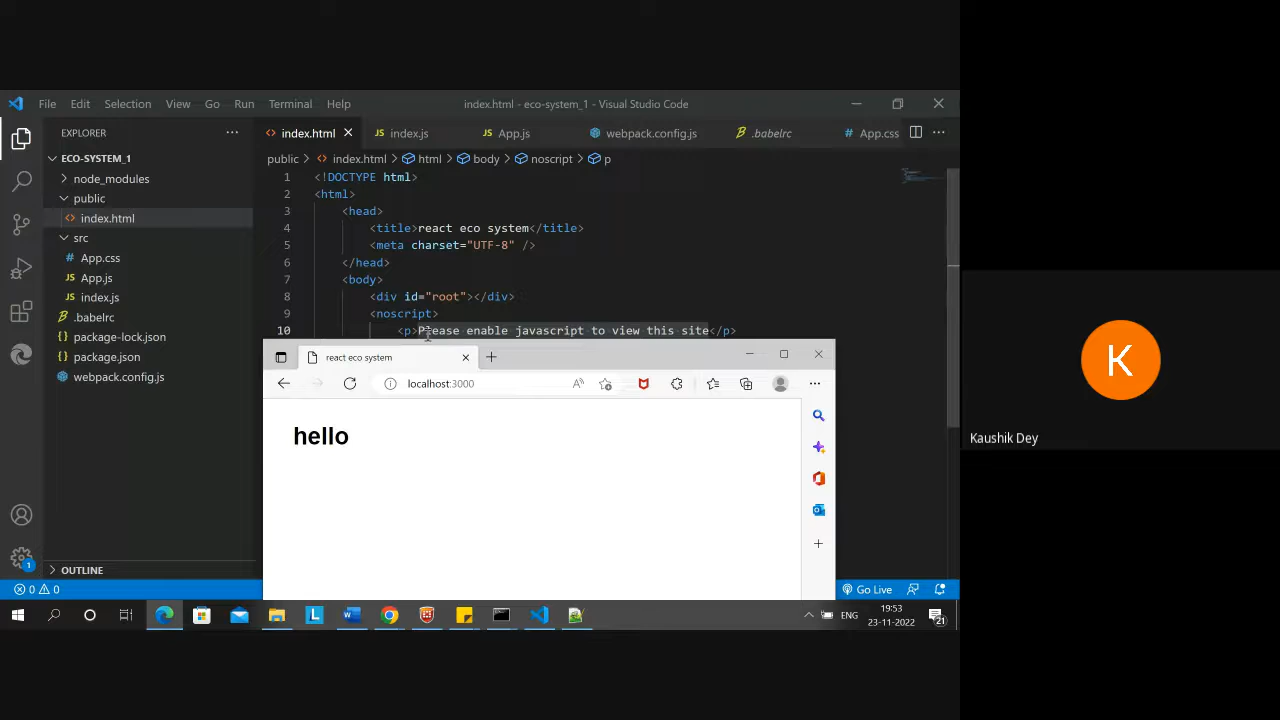 File Edit Selection View Go Run Terminal Help
index.html - eco-system_1 - Visual Studio Code
EXPLORER
index.html
index.js
App.js
webpack.config.js
.babelrc
App.css
ECO-SYSTEM_1
node_modules
public
index.html
src
App.css
App.js
index.js
.babelrc
package-lock.json
package.json
webpack.config.js
OUTLINE
public > index.html > html > body > noscript > p
1 <!DOCTYPE html>
2 <html>
3 <head>
4 <title>react eco system</title>
5 <meta charset="UTF-8" />
6 </head>
7 <body>
8 <div id="root"></div>
9 <noscript>
10 <p>Please enable javascript to view this site</p>
react eco system
localhost:3000
hello
0 0
Go Live
1
ENG
19:53
23-11-2022
21
K
Kaushik Dey